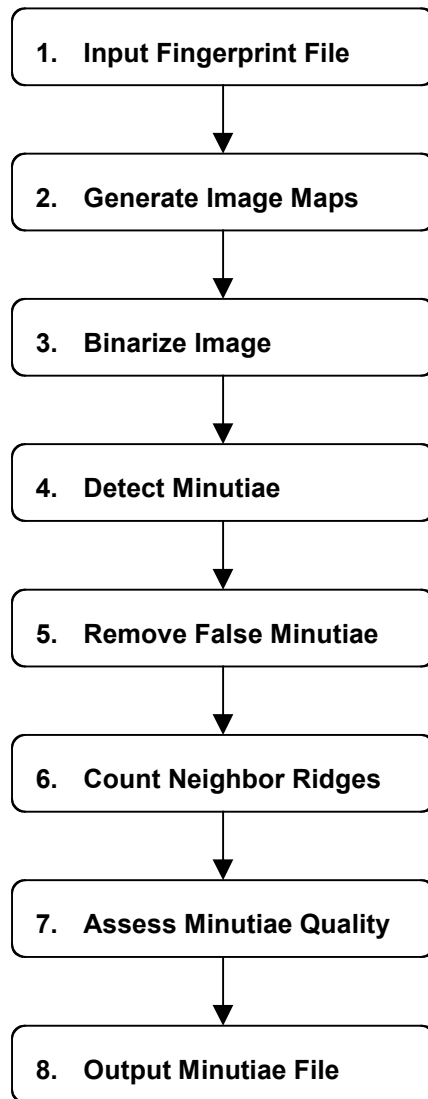 1. Input Fingerprint File
2. Generate Image Maps
3. Binarize Image
4. Detect Minutiae
5. Remove False Minutiae
6. Count Neighbor Ridges
7. Assess Minutiae Quality
8. Output Minutiae File